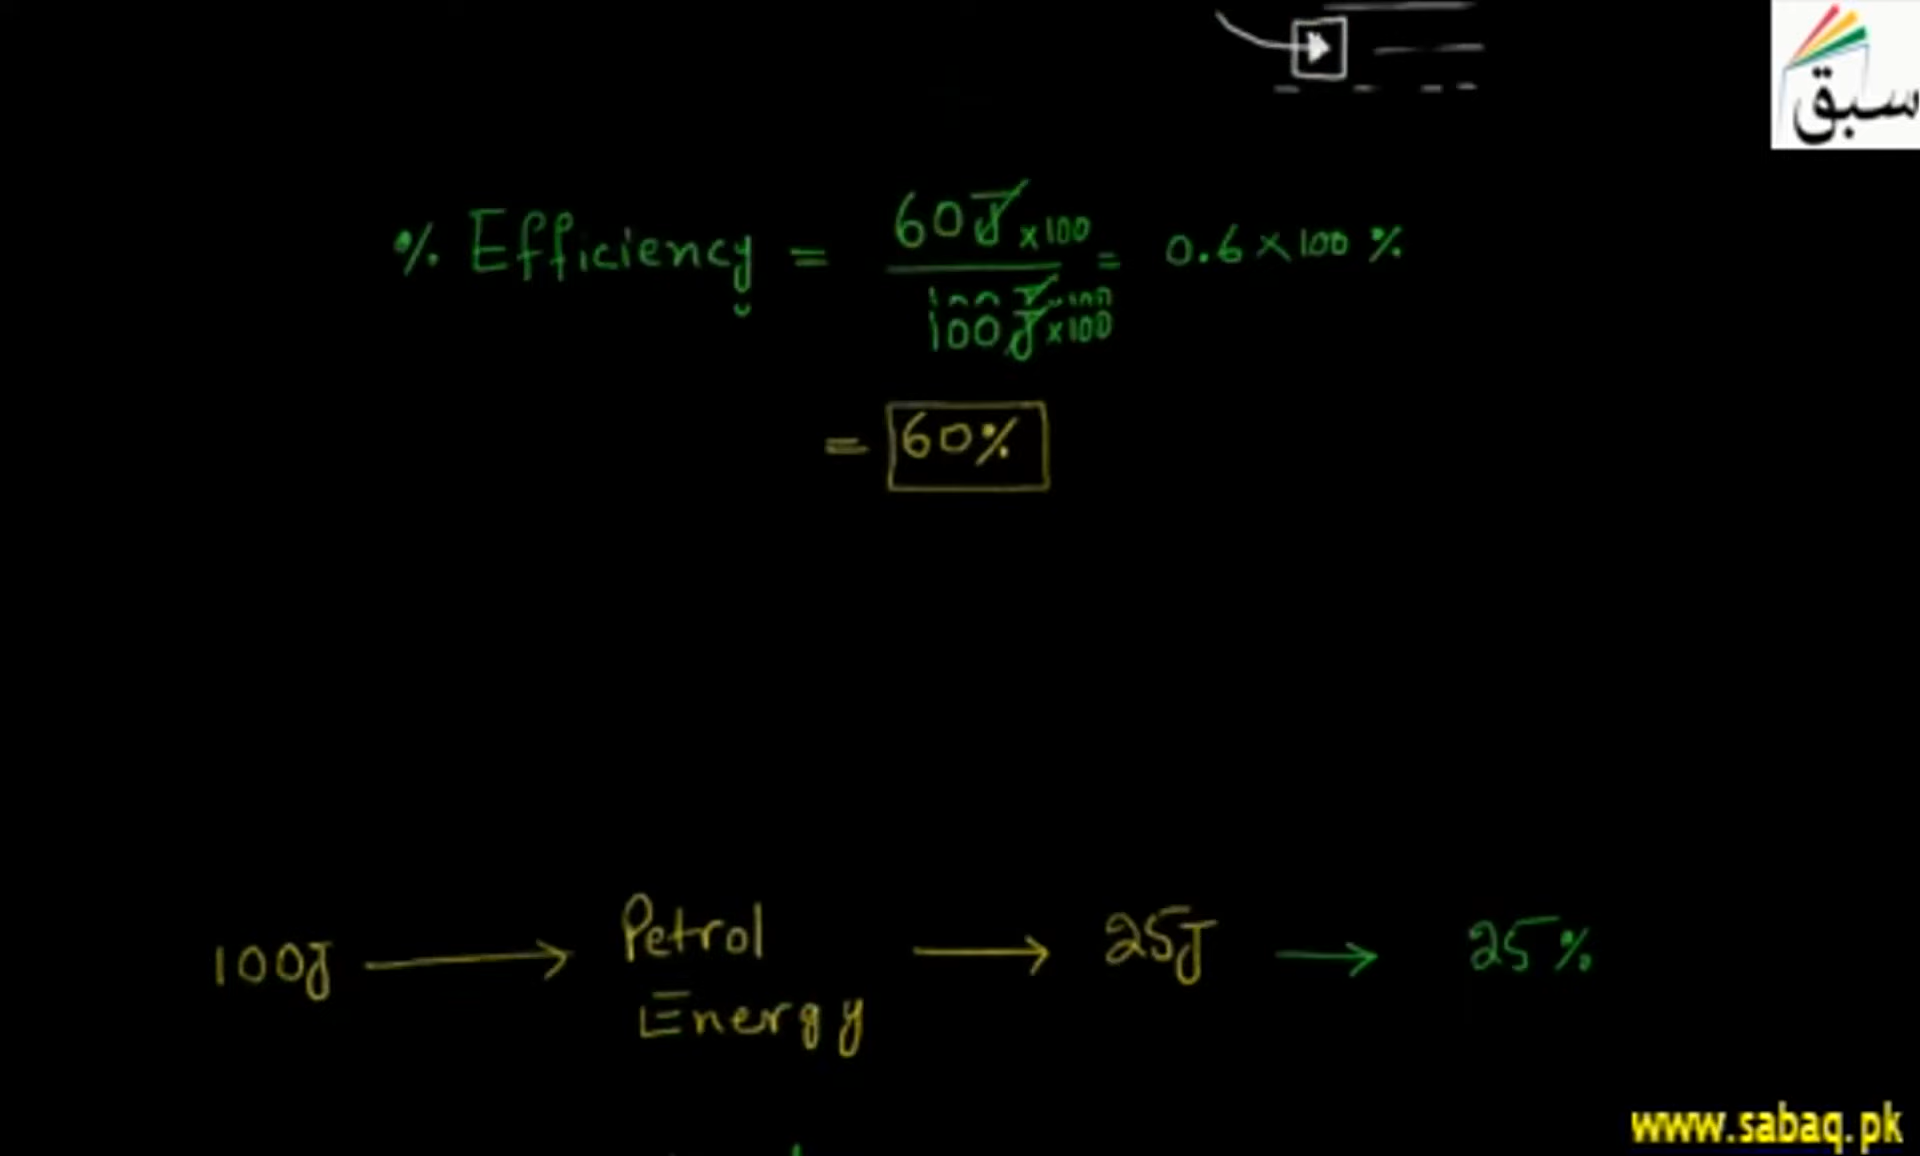 سبق
% Efficiency = 60J × 100 / 100J × 100 = 0.6 × 100 %
= 60%
100J → Petrol Energy → 25J → 25%
www.sabaq.pk